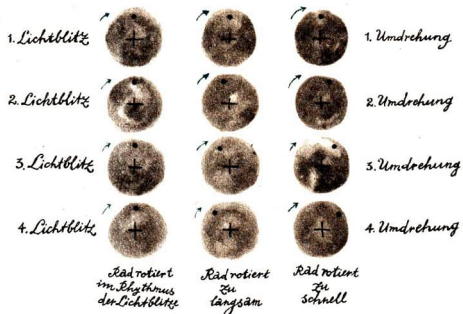 1. Lichtblitz
1. Umdrehung
2. Lichtblitz
2. Umdrehung
3. Lichtblitz
3. Umdrehung
4. Lichtblitz
4. Umdrehung
Rad rotiert
im Rhythmus
der Lichtblitze
Rad rotiert
zu
langsam
Rad rotiert
zu
schnell